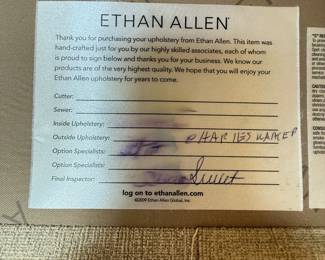 ETHAN ALLEN®
Thank you for purchasing your upholstery from Ethan Allen. This item was
hand-crafted just for you by our highly skilled associates, each of whom
is proud to sign below and thanks you for your business. We know our
products are of the very highest quality. We hope that you will enjoy your
Ethan Allen upholstery for years to come.
Cutter:
Sewer:
Inside Upholstery:
Outside Upholstery: CHARLES
Option Specialists:
Option Specialists:
Final Inspector:
log on to ethanallen.com
©2009 Ethan Allen Global, Inc.